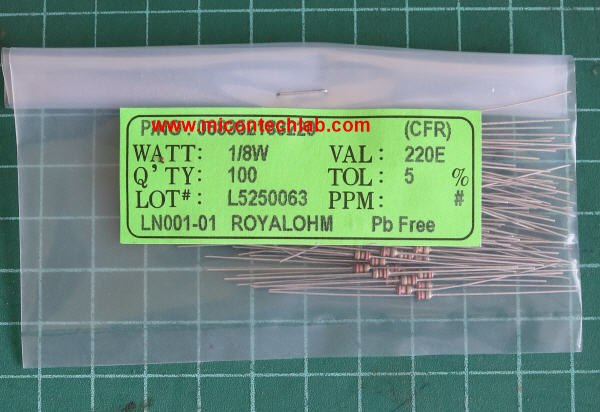 www.micontechlab.com
(CFR)
WATT: 1/8W VAL: 220E
Q'TY: 100 TOL: 5 %
LOT#: L5250063 PPM: #
LN001-01 ROYALOHM Pb Free